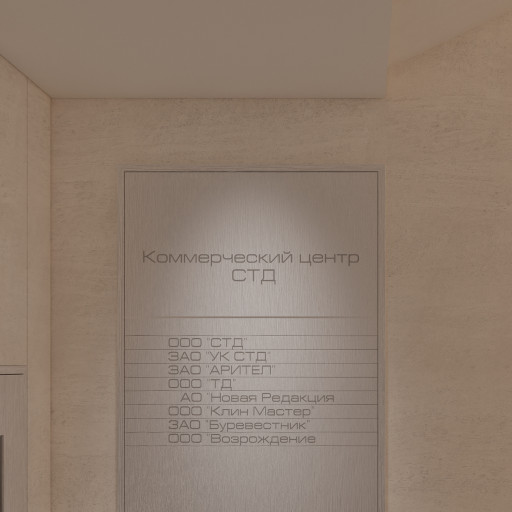 Коммерческий центр
СТД
ООО "СТД"
ЗАО "УК СТД"
ЗАО "АРИТЕЛ"
ООО "ТД"
АО "Новая Редакция
ООО "Клин Мастер"
ЗАО "Буревестник"
ООО "Возрождение